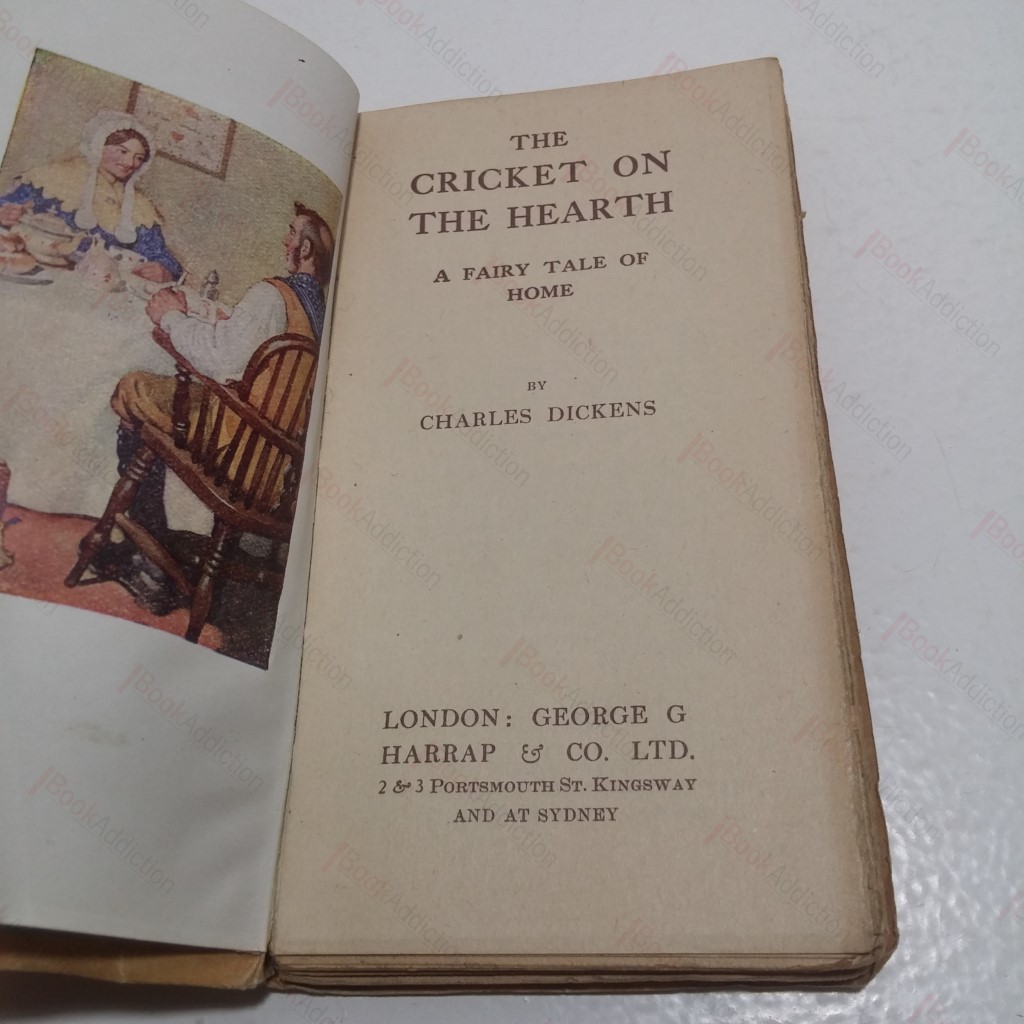 THE
CRICKET ON
THE HEARTH
A FAIRY TALE OF
HOME
BY
CHARLES DICKENS
LONDON: GEORGE G
HARRAP & CO. LTD.
2 & 3 PORTSMOUTH ST. KINGSWAY
AND AT SYDNEY
BookAddiction